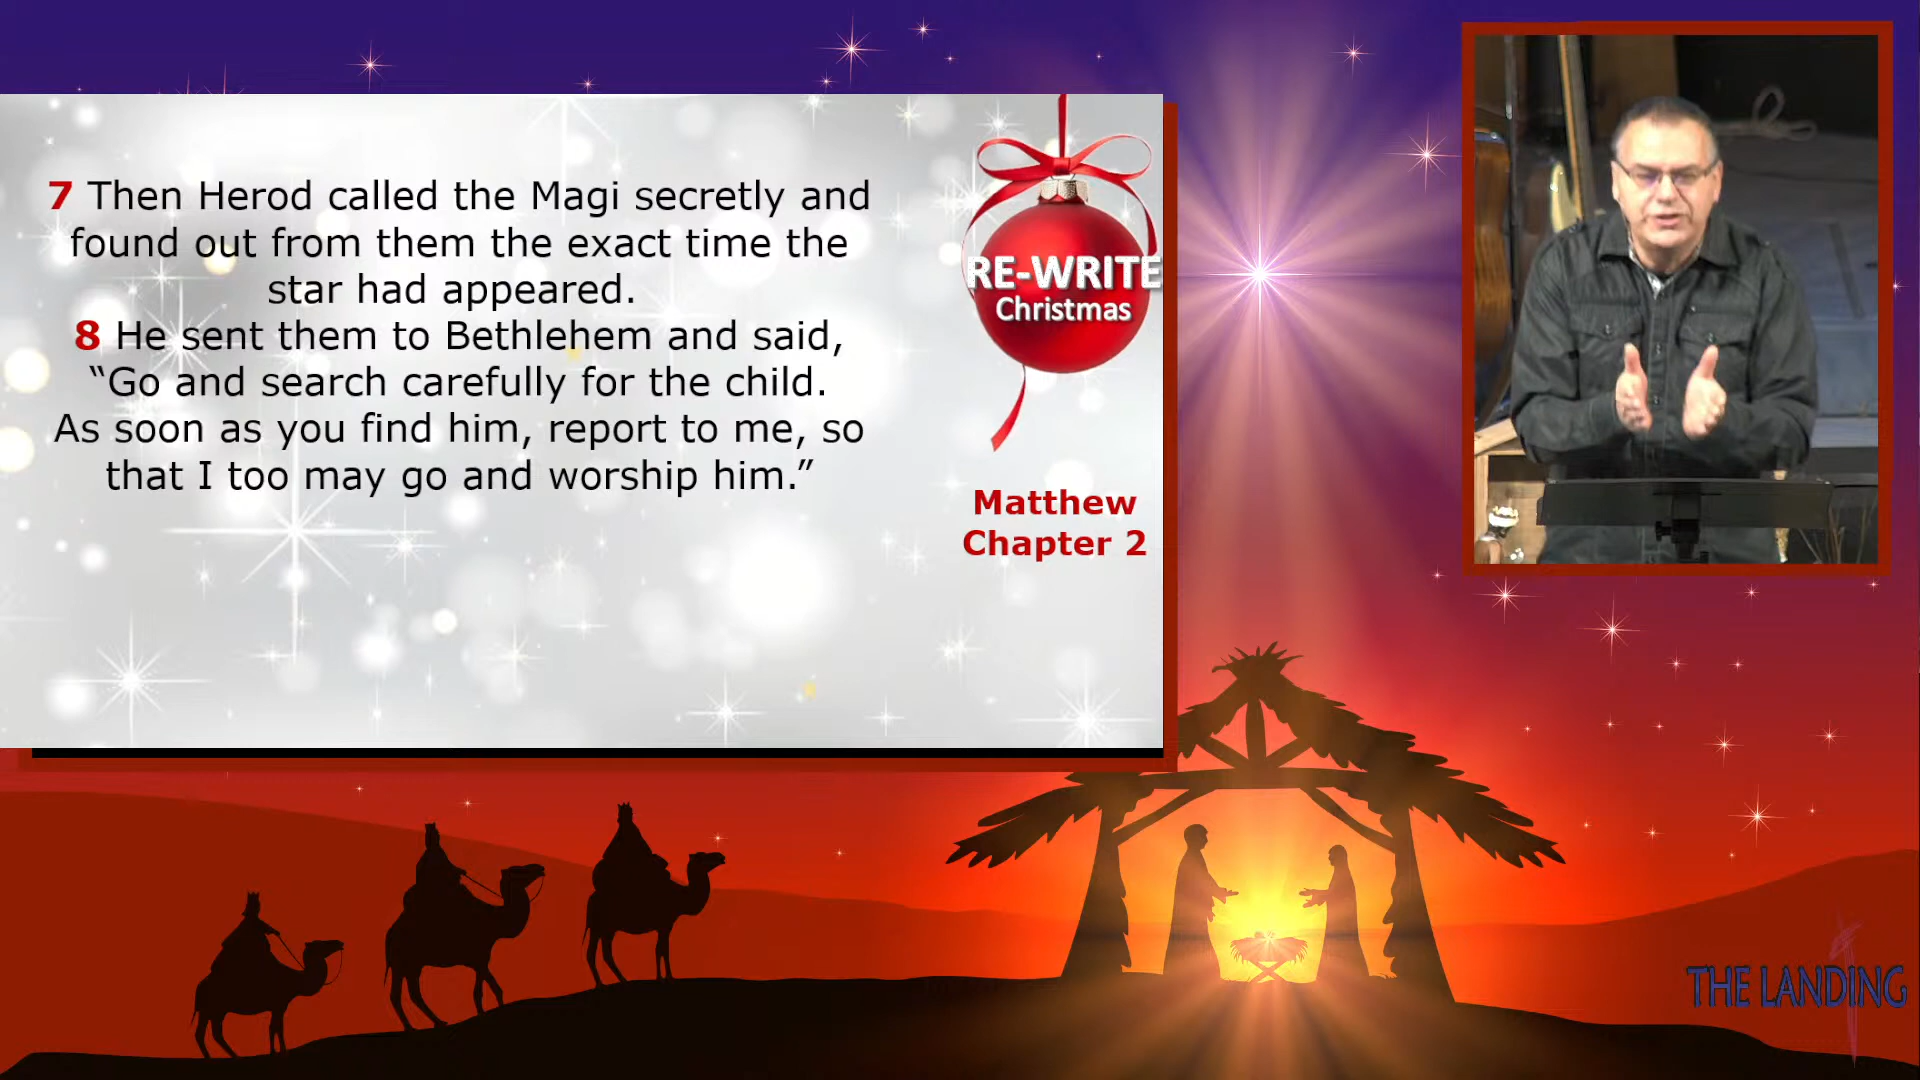 7 Then Herod called the Magi secretly and
found out from them the exact time the
star had appeared.
8 He sent them to Bethlehem and said,
“Go and search carefully for the child.
As soon as you find him, report to me, so
that I too may go and worship him.”
RE-WRITE
Christmas
Matthew
Chapter 2
THE LANDING